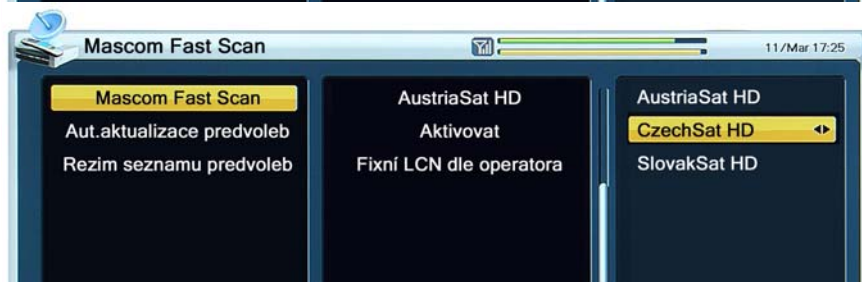 Mascom Fast Scan
11/Mar 17:25
Mascom Fast Scan
Aut.aktualizace predvoleb
Rezim seznamu predvoleb
AustriaSat HD
Aktivovat
Fixní LCN dle operatora
AustriaSat HD
CzechSat HD
SlovakSat HD